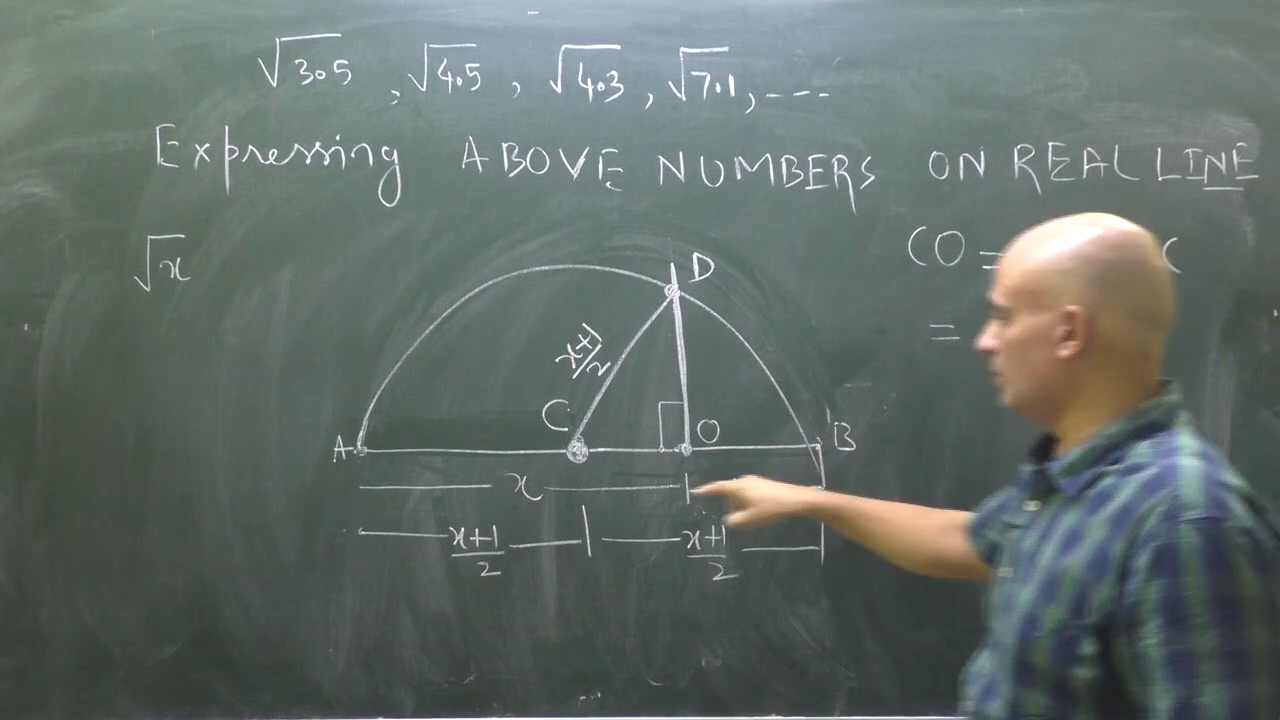 √3.5 , √4.5 , √4.3 , √7.1 , ----
Expressing ABOVE NUMBERS ON REAL LINE
√x
CO =
=
D
x+1/2
C
O
A
B
x
x+1/2
x+1/2